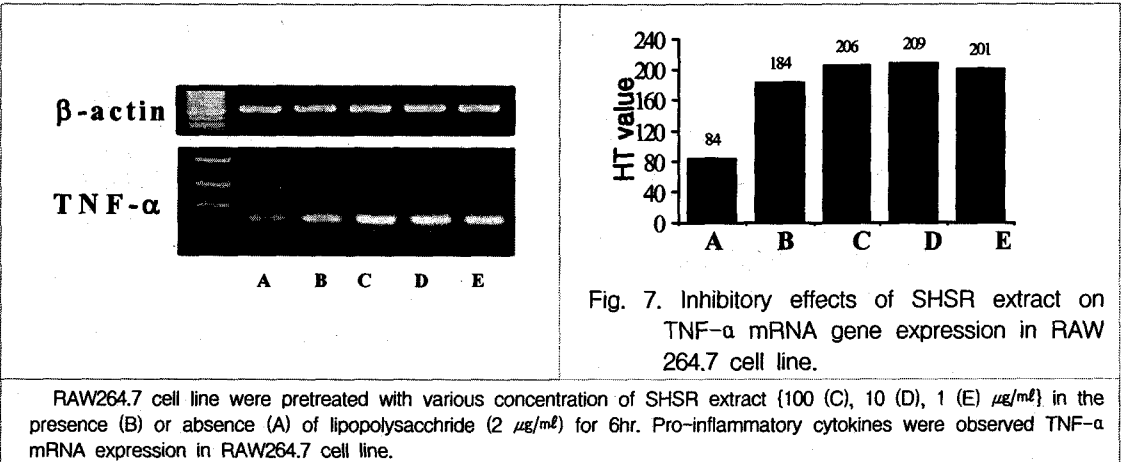 β-actin
TNF-α
A B C D E
HT value
240
200
160
120
80
40
0
84
184
206
209
201
A B C D E
Fig. 7. Inhibitory effects of SHSR extract on
TNF-α mRNA gene expression in RAW
264.7 cell line.
RAW264.7 cell line were pretreated with various concentration of SHSR extract {100 (C), 10 (D), 1 (E) μg/mℓ} in the
presence (B) or absence (A) of lipopolysacchride (2 μg/mℓ) for 6hr. Pro-inflammatory cytokines were observed TNF-α
mRNA expression in RAW264.7 cell line.